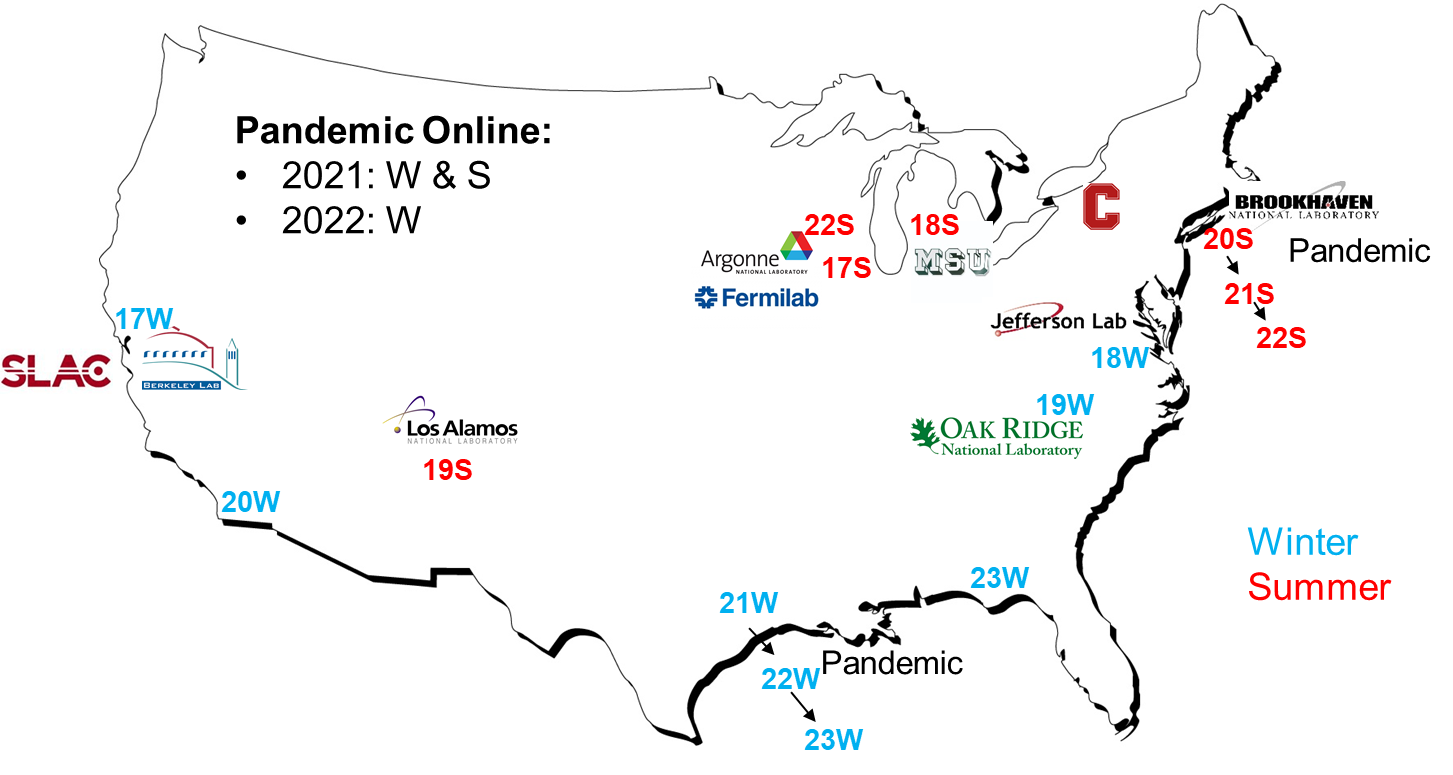 Pandemic Online:
• 2021: W & S
• 2022: W
C
BROOKHAVEN
NATIONAL LABORATORY
20S
Pandemic
21S
22S
22S
18S
Argonne
NATIONAL LABORATORY
17S
MSU
Fermilab
Jefferson Lab
18W
17W
SLAC
BERKELEY LAB
19W
OAK RIDGE
National Laboratory
Los Alamos
NATIONAL LABORATORY
19S
20W
Winter
Summer
23W
21W
Pandemic
22W
23W